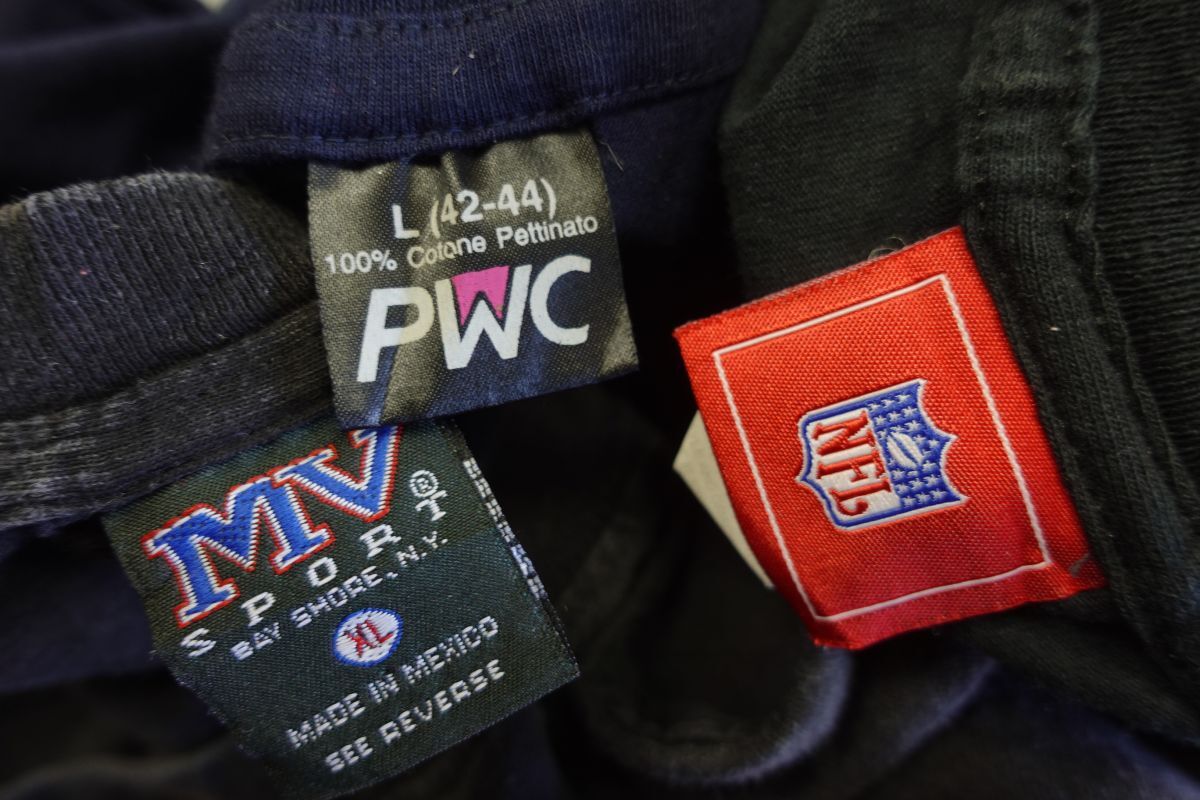 L (42-44)
100% Cotone Pettinato
PWC
MV®
SPORT
BAY SHORE, N.Y.
XL
MADE IN MEXICO
SEE REVERSE
NFL